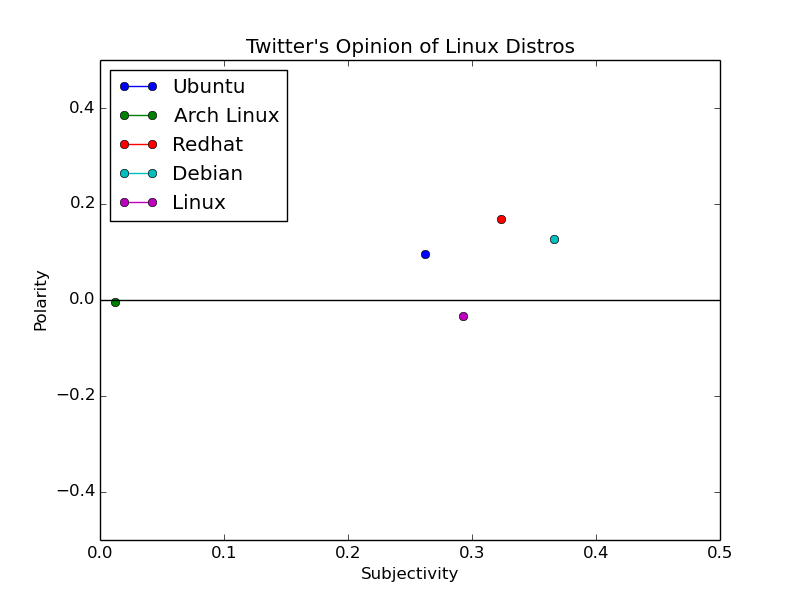 Twitter's Opinion of Linux Distros
Ubuntu
Arch Linux
Redhat
Debian
Linux
0.4
0.2
0.0
−0.2
−0.4
Polarity
0.0 0.1 0.2 0.3 0.4 0.5
Subjectivity